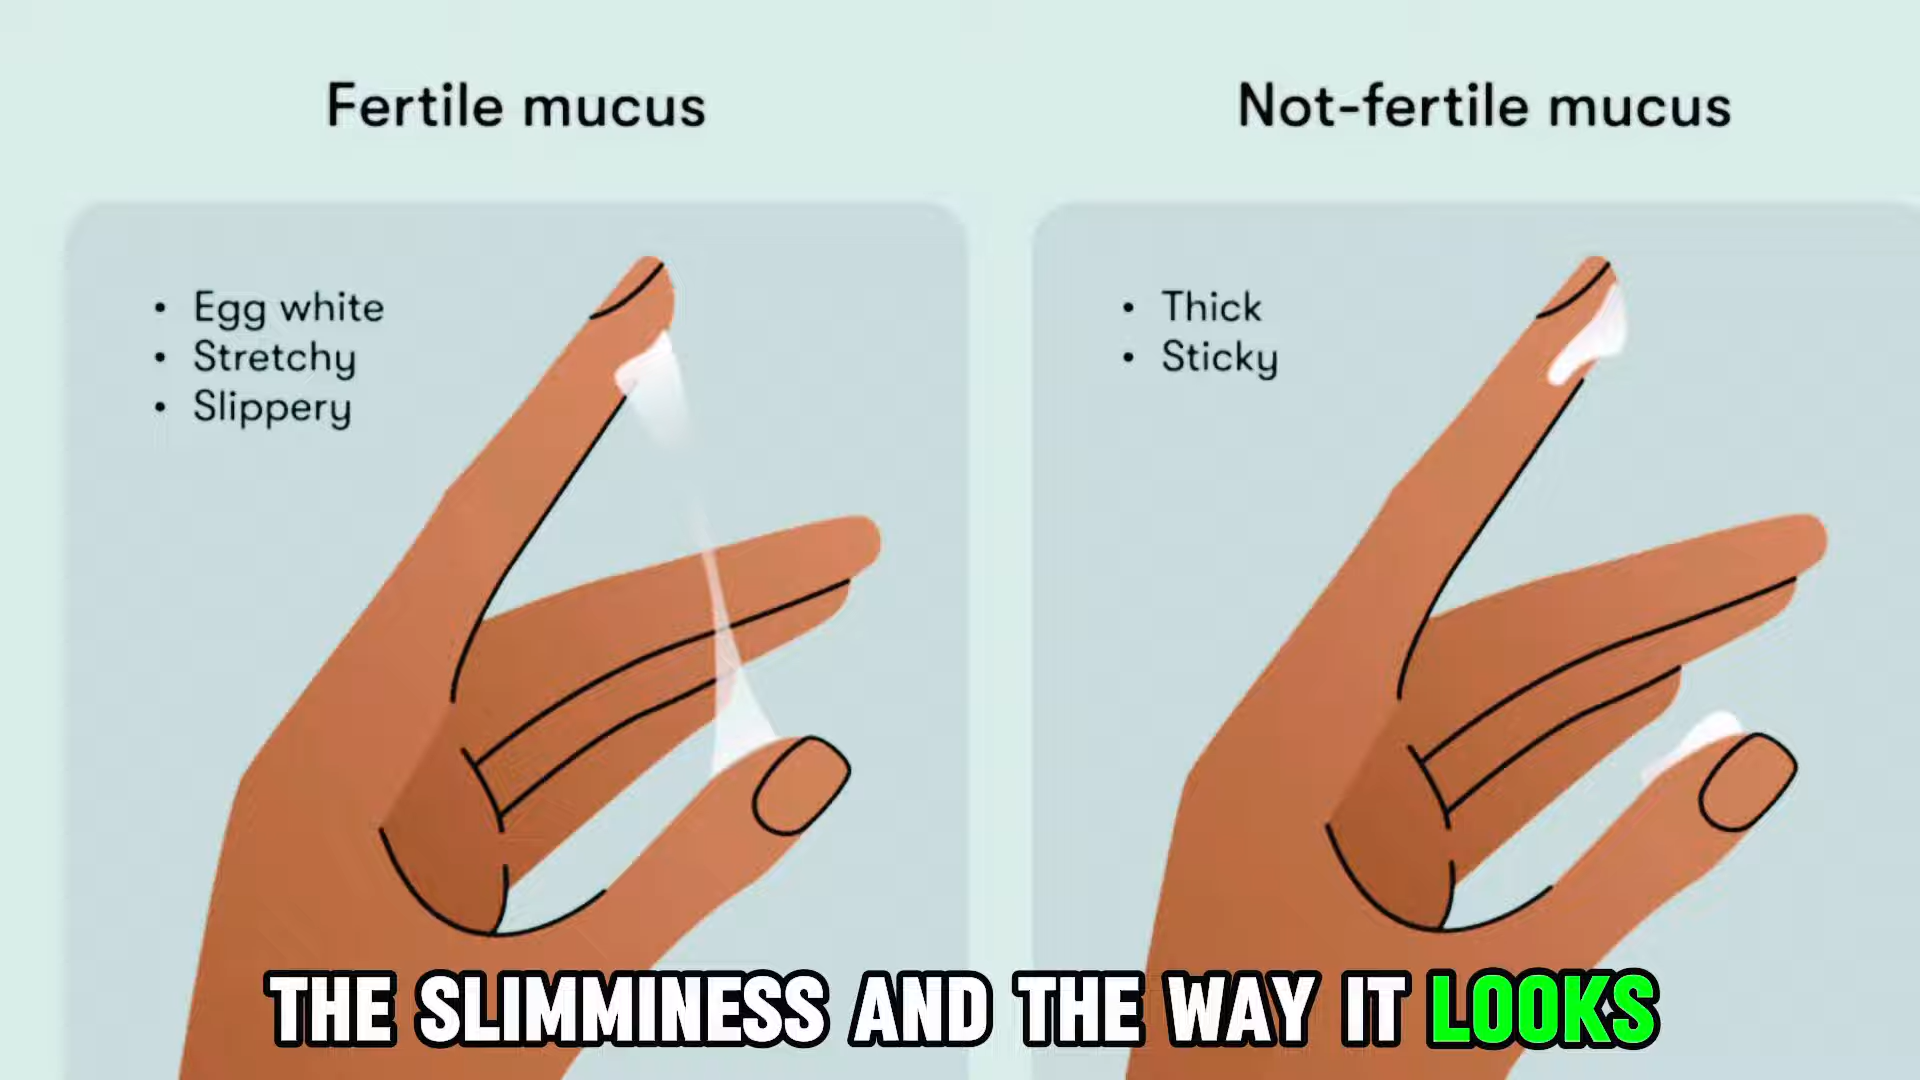 Fertile mucus
• Egg white
• Stretchy
• Slippery
Not-fertile mucus
• Thick
• Sticky
THE SLIMMINESS AND THE WAY IT LOOKS